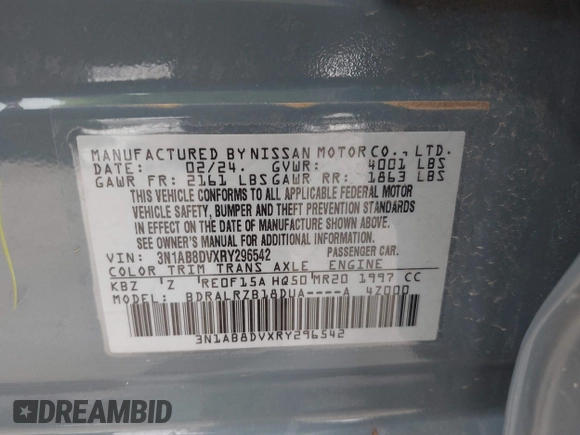 MANUFACTURED BY NISSAN MOTOR CO., LTD.
DATE: 02/24. GVWR: 4001 LBS
GAWR FR: 2161 LBS GAWR RR: 1863 LBS
THIS VEHICLE CONFORMS TO ALL APPLICABLE FEDERAL MOTOR
VEHICLE SAFETY, BUMPER AND THEFT PREVENTION STANDARDS
IN EFFECT ON THE DATE OF MANUFACTURE SHOWN ABOVE.
SEE OWNER'S MANUAL FOR ADDITIONAL INFORMATION
VIN: 3N1AB8DVXRY296542 PASSENGER CAR.
COLOR TRIM TRANS AXLE ENGINE
KBZ 'Z 'RE0F15A HQ50 MR20 1997 CC
MODEL: BDRALRZB18DUA----A 4Z000
3N1AB8DVXRY296542
DREAMBID